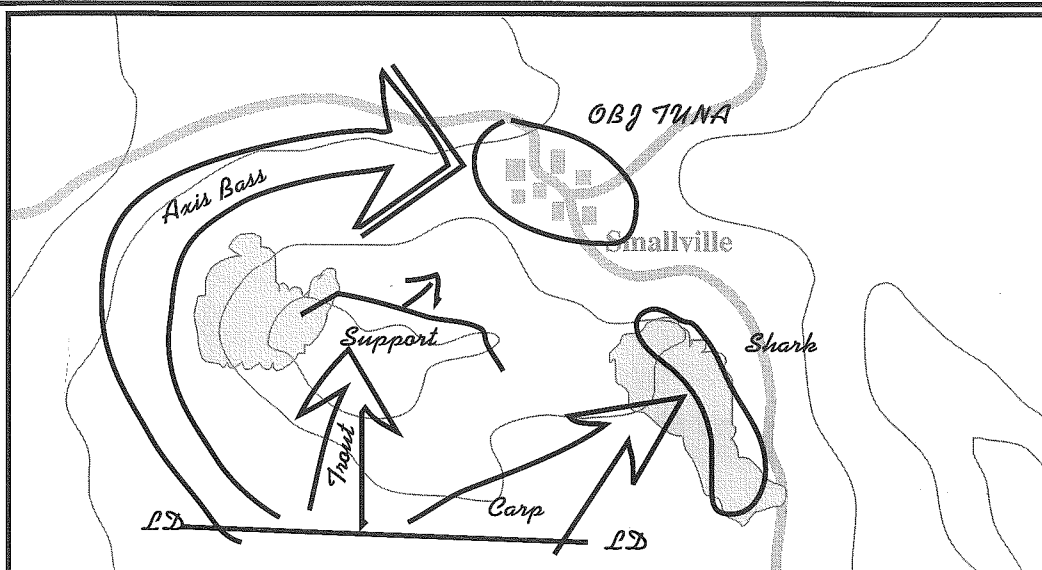 OBJ TUNA
Axis Bass
Smallville
Support
Shark
Trout
Carp
LD
LD